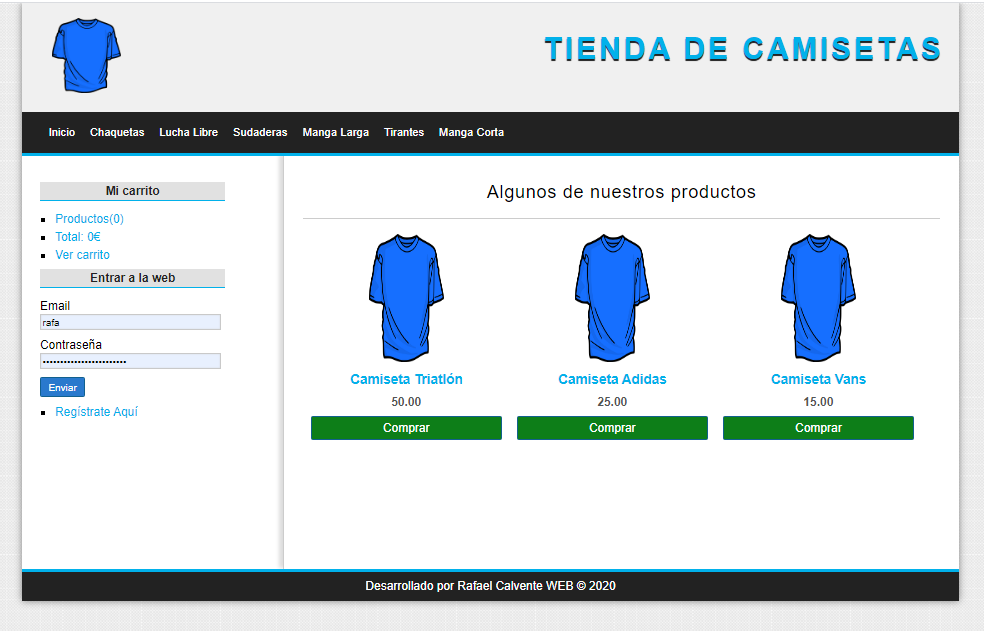 TIENDA DE CAMISETAS
Inicio Chaquetas Lucha Libre Sudaderas Manga Larga Tirantes Manga Corta
Mi carrito
Productos(0)
Total: 0€
Ver carrito
Entrar a la web
Email
rafa
Contraseña
Enviar
Regístrate Aquí
Algunos de nuestros productos
Camiseta Triatlón Camiseta Adidas Camiseta Vans
50.00 25.00 15.00
Comprar Comprar Comprar
Desarrollado por Rafael Calvente WEB © 2020